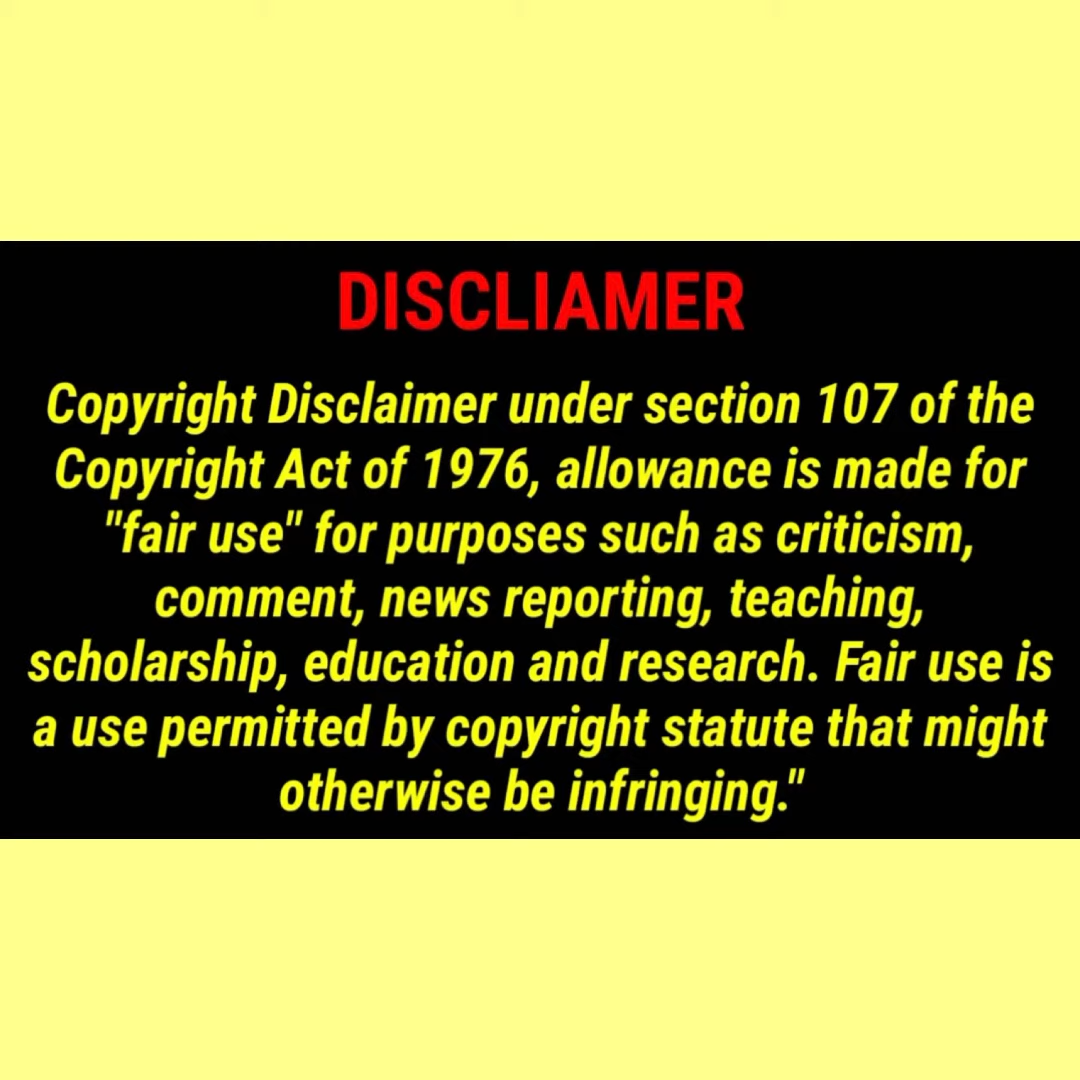 DISCLIAMER
Copyright Disclaimer under section 107 of the
Copyright Act of 1976, allowance is made for
"fair use" for purposes such as criticism,
comment, news reporting, teaching,
scholarship, education and research. Fair use is
a use permitted by copyright statute that might
otherwise be infringing."